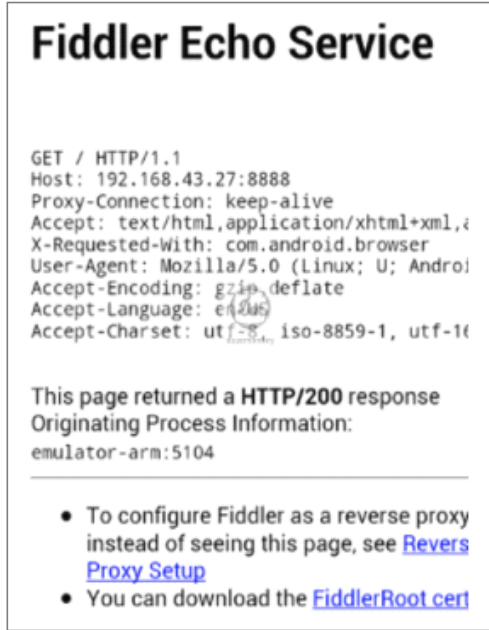 Fiddler Echo Service
GET / HTTP/1.1
Host: 192.168.43.27:8888
Proxy-Connection: keep-alive
Accept: text/html,application/xhtml+xml,a
X-Requested-With: com.android.browser
User-Agent: Mozilla/5.0 (Linux; U; Androi
Accept-Encoding: gzip,deflate
Accept-Language: en-US
Accept-Charset: utf-8, iso-8859-1, utf-16
This page returned a HTTP/200 response
Originating Process Information:
emulator-arm:5104
• To configure Fiddler as a reverse proxy
instead of seeing this page, see Revers
Proxy Setup
• You can download the FiddlerRoot cert